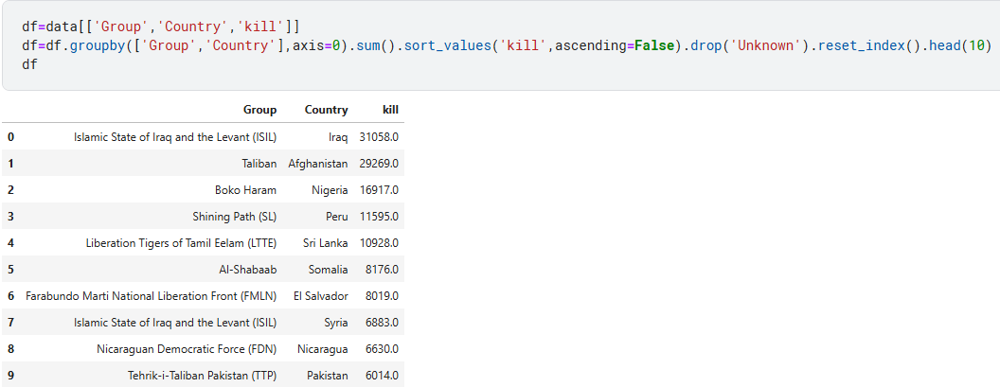 df=data[['Group','Country','kill']]
df=df.groupby(['Group','Country'],axis=0).sum().sort_values('kill',ascending=False).drop('Unknown').reset_index().head(10)
df
Group Country kill
0 Islamic State of Iraq and the Levant (ISIL) Iraq 31058.0
1 Taliban Afghanistan 29269.0
2 Boko Haram Nigeria 16917.0
3 Shining Path (SL) Peru 11595.0
4 Liberation Tigers of Tamil Eelam (LTTE) Sri Lanka 10928.0
5 Al-Shabaab Somalia 8176.0
6 Farabundo Marti National Liberation Front (FMLN) El Salvador 8019.0
7 Islamic State of Iraq and the Levant (ISIL) Syria 6883.0
8 Nicaraguan Democratic Force (FDN) Nicaragua 6630.0
9 Tehrik-i-Taliban Pakistan (TTP) Pakistan 6014.0